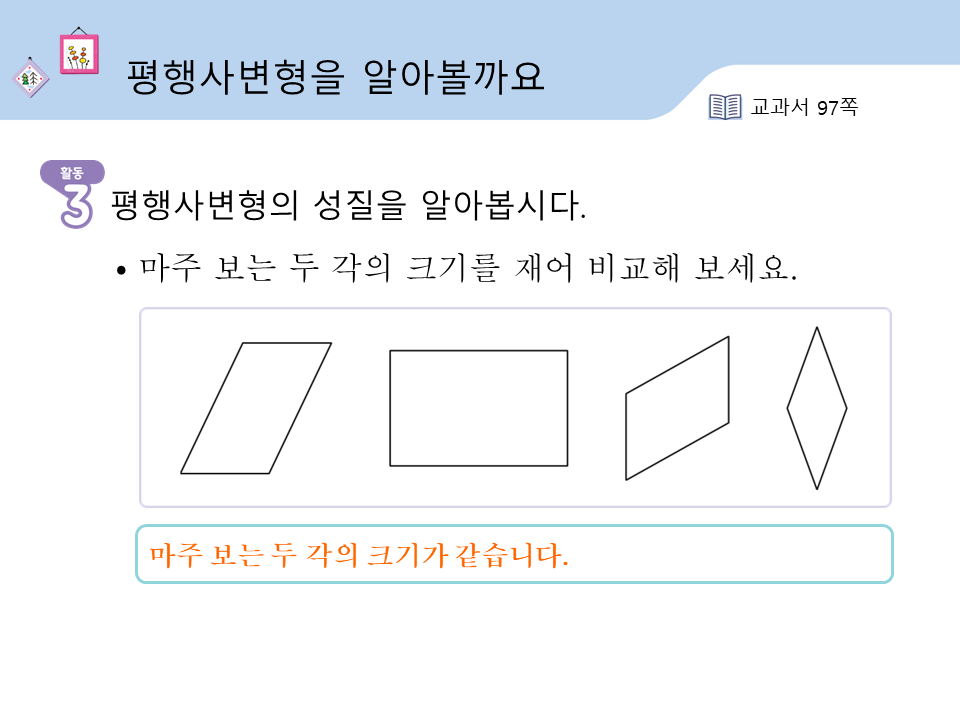 평행사변형을 알아볼까요
교과서 97쪽
활동
3 평행사변형의 성질을 알아봅시다.
• 마주 보는 두 각의 크기를 재어 비교해 보세요.
마주 보는 두 각의 크기가 같습니다.